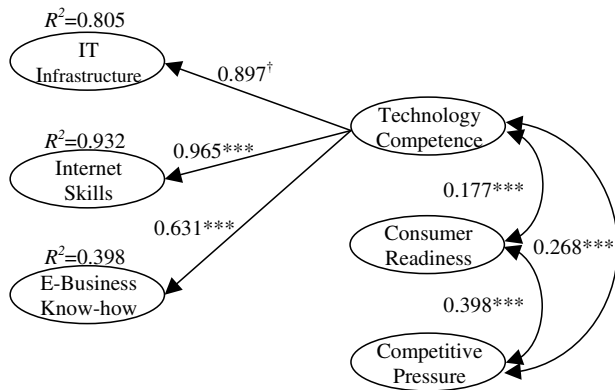 R²=0.805
IT
Infrastructure
0.897†
R²=0.932
Internet
Skills
0.965***
R²=0.398
E-Business
Know-how
0.631***
Technology
Competence
0.177***
Consumer
Readiness
0.268***
0.398***
Competitive
Pressure